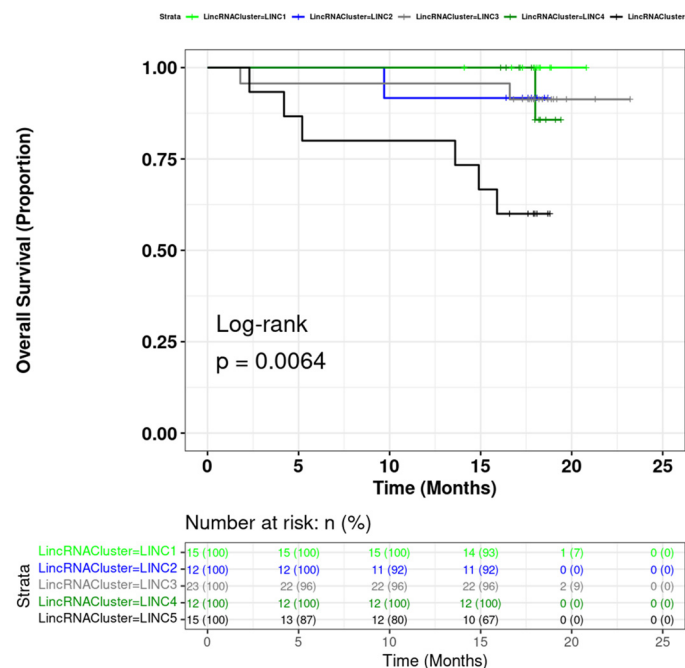 Strata LincRNACluster=LINC1 LincRNACluster=LINC2 LincRNACluster=LINC3 LincRNACluster=LINC4 LincRNACluster
1.00
0.75
0.50
0.25
0.00
Overall Survival (Proportion)
Log-rank
p = 0.0064
0 5 10 15 20 25
Time (Months)
Number at risk: n (%)
Strata
LincRNACluster=LINC1 15 (100) 15 (100) 15 (100) 14 (93) 1 (7) 0 (0)
LincRNACluster=LINC2 12 (100) 12 (100) 11 (92) 11 (92) 0 (0) 0 (0)
LincRNACluster=LINC3 23 (100) 22 (96) 22 (96) 22 (96) 2 (9) 0 (0)
LincRNACluster=LINC4 12 (100) 12 (100) 12 (100) 12 (100) 0 (0) 0 (0)
LincRNACluster=LINC5 15 (100) 13 (87) 12 (80) 10 (67) 0 (0) 0 (0)
0 5 10 15 20 25
Time (Months)